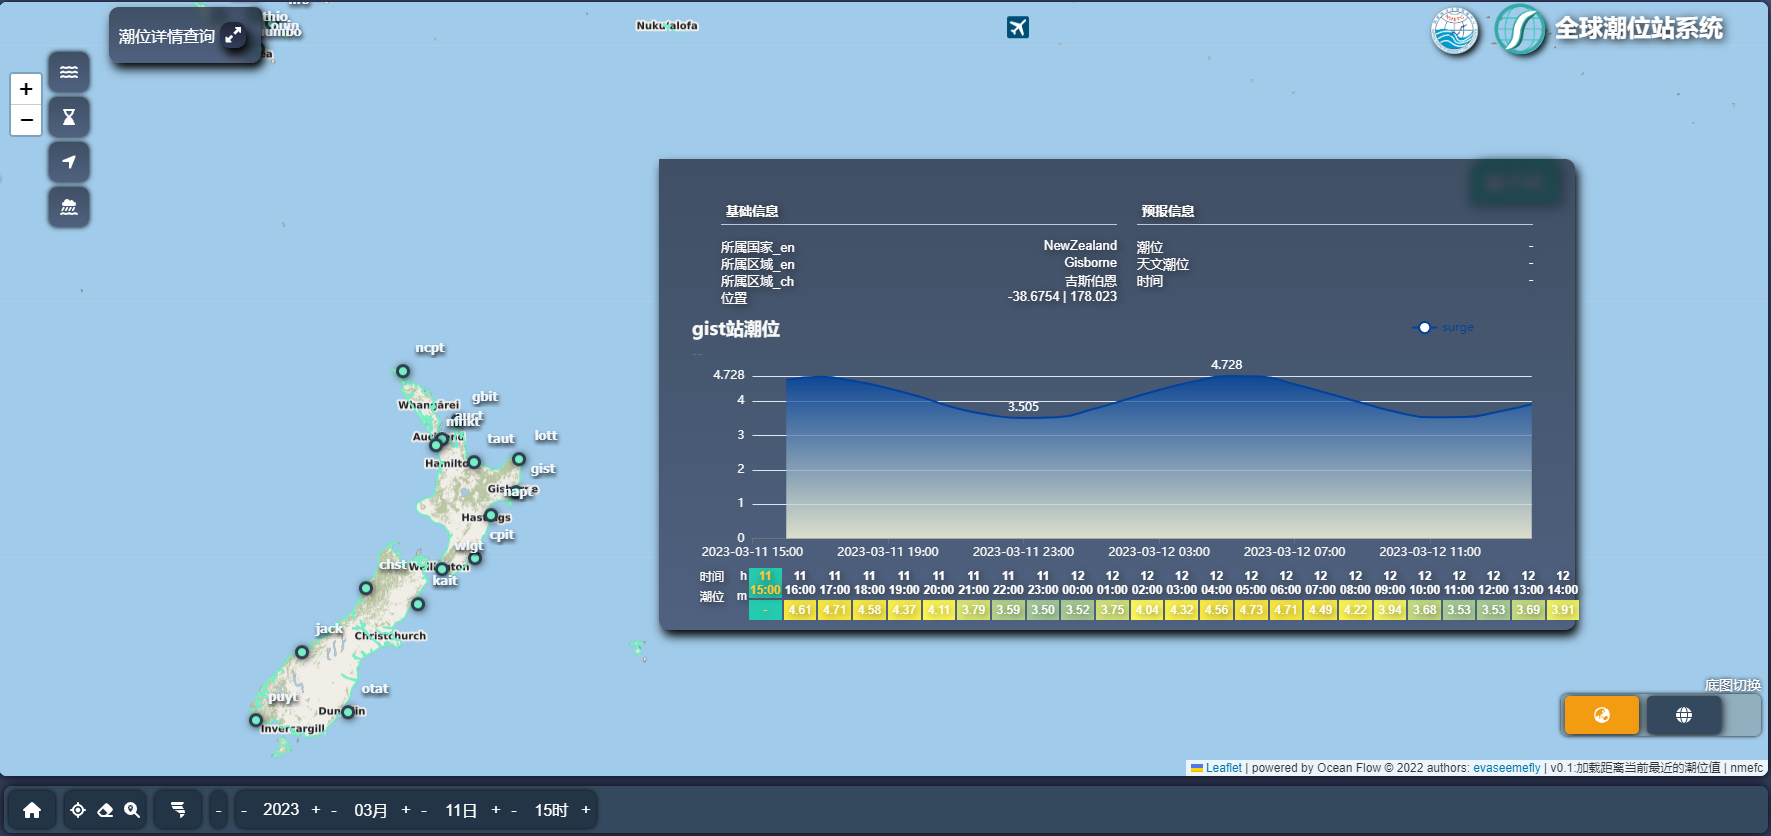 潮位详情查询
Nuku'alofa
全球潮位站系统
+
−
基础信息
预报信息
所属国家_en NewZealand
所属区域_en Gisborne
所属区域_ch 吉斯伯恩
位置 -38.6754 | 178.023
潮位 -
天文潮位 -
时间 -
gist站潮位
surge
--
4.728
4
3
2
1
0
4.728
3.505
2023-03-11 15:00 2023-03-11 19:00 2023-03-11 23:00 2023-03-12 03:00 2023-03-12 07:00 2023-03-12 11:00
时间 h 11 11 11 11 11 11 11 11 11 12 12 12 12 12 12 12 12 12 12 12 12 12 12 12
15:00 16:00 17:00 18:00 19:00 20:00 21:00 22:00 23:00 00:00 01:00 02:00 03:00 04:00 05:00 06:00 07:00 08:00 09:00 10:00 11:00 12:00 13:00 14:00
潮位 m - 4.61 4.71 4.58 4.37 4.11 3.79 3.59 3.50 3.52 3.75 4.04 4.32 4.56 4.73 4.71 4.49 4.22 3.94 3.68 3.53 3.53 3.69 3.91
ncpt
Whangārei
gbit
auct
mnkt
taut
lott
Hamilto
gist
napt
Hastings
cpit
wlgt
Wellington
chst
kait
Christchurch
jack
otat
puyt
Invercargill
底图切换
Leaflet | powered by Ocean Flow © 2022 authors: evaseemefly | v0.1:加载距离当前最近的潮位值 | nmefc
- - 2023 + - 03月 + - 11日 + - 15时 +